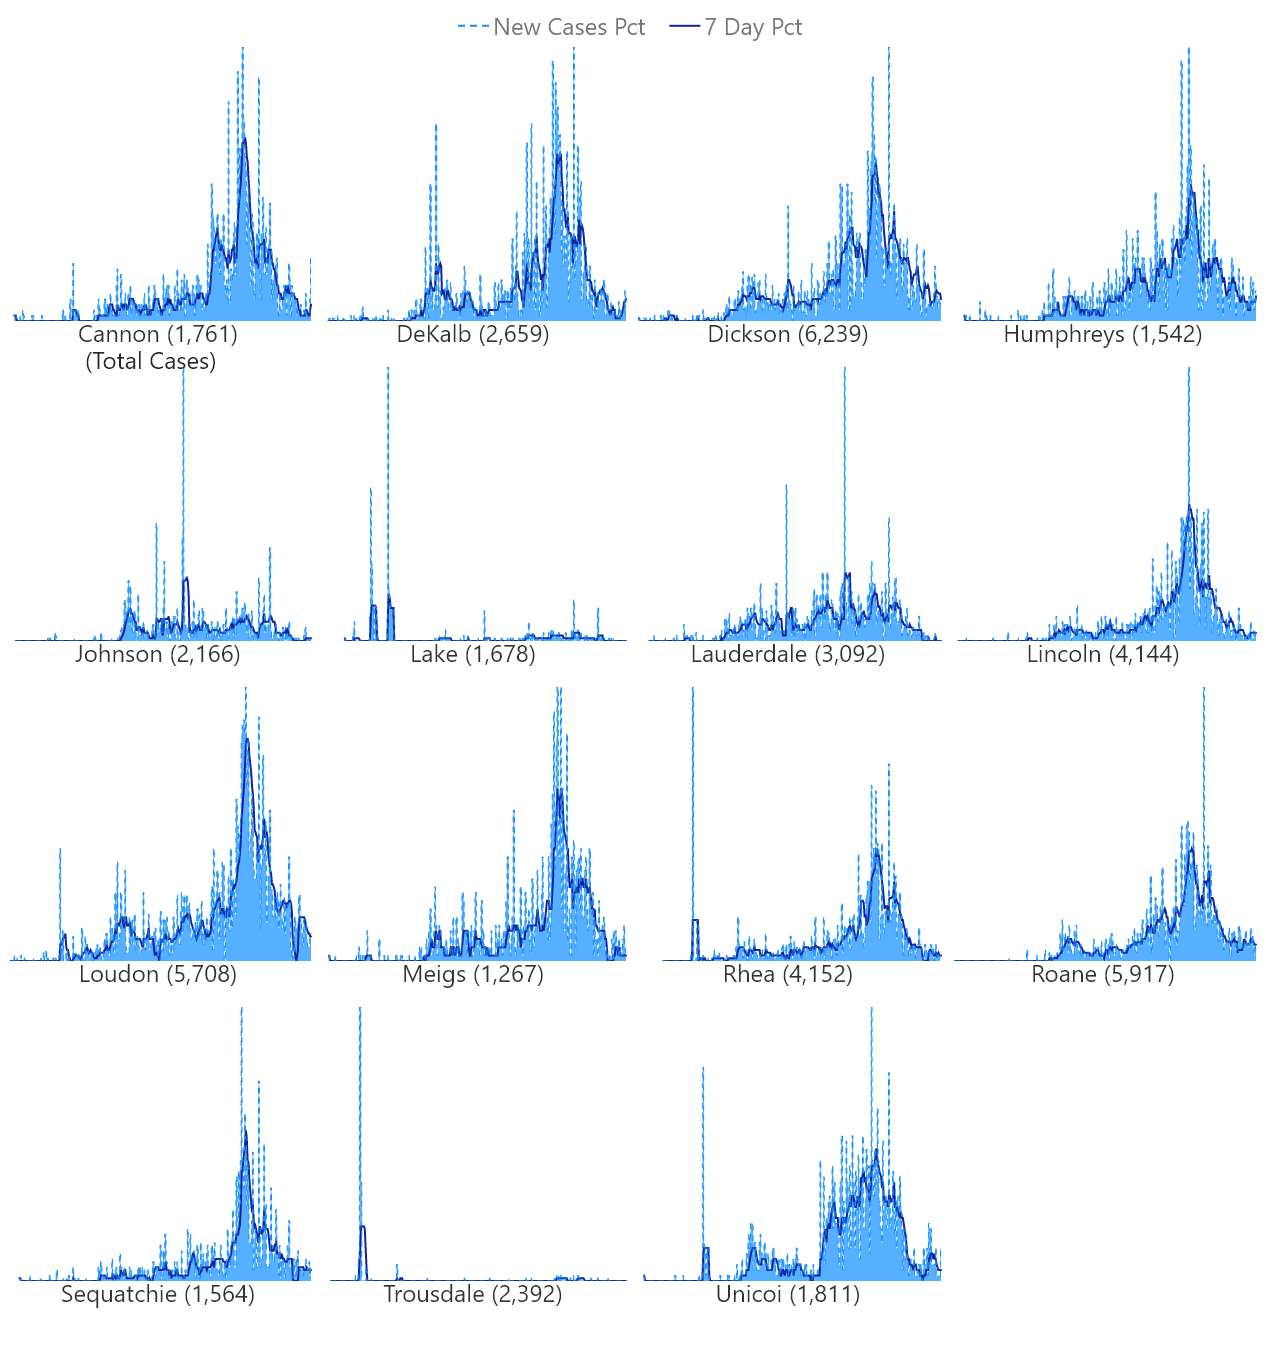 New Cases Pct 7 Day Pct
Cannon (1,761) DeKalb (2,659) Dickson (6,239) Humphreys (1,542)
(Total Cases)
Johnson (2,166) Lake (1,678) Lauderdale (3,092) Lincoln (4,144)
Loudon (5,708) Meigs (1,267) Rhea (4,152) Roane (5,917)
Sequatchie (1,564) Trousdale (2,392) Unicoi (1,811)